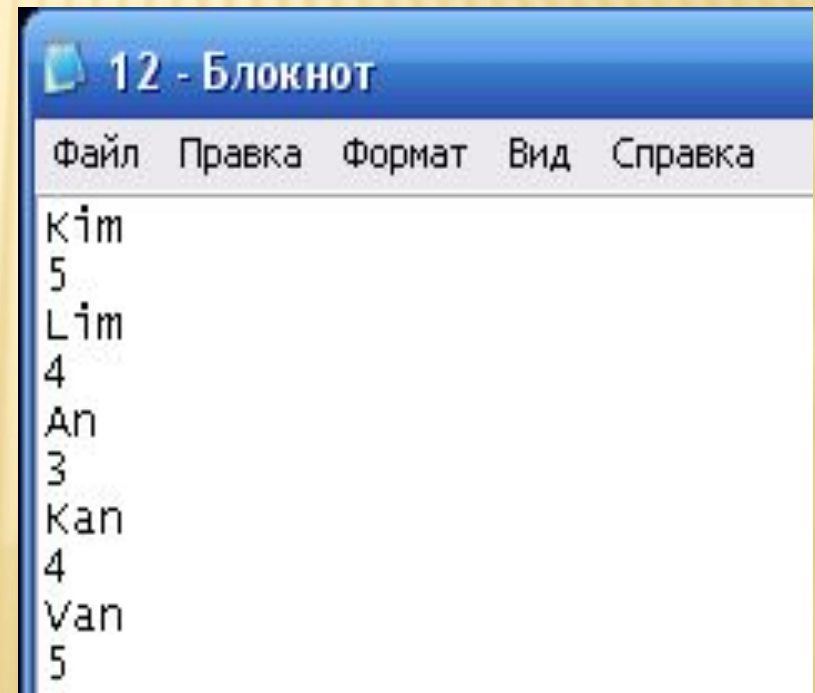 12 - Блокнот
Файл Правка Формат Вид Справка
Kim
5
Lim
4
An
3
Kan
4
Van
5